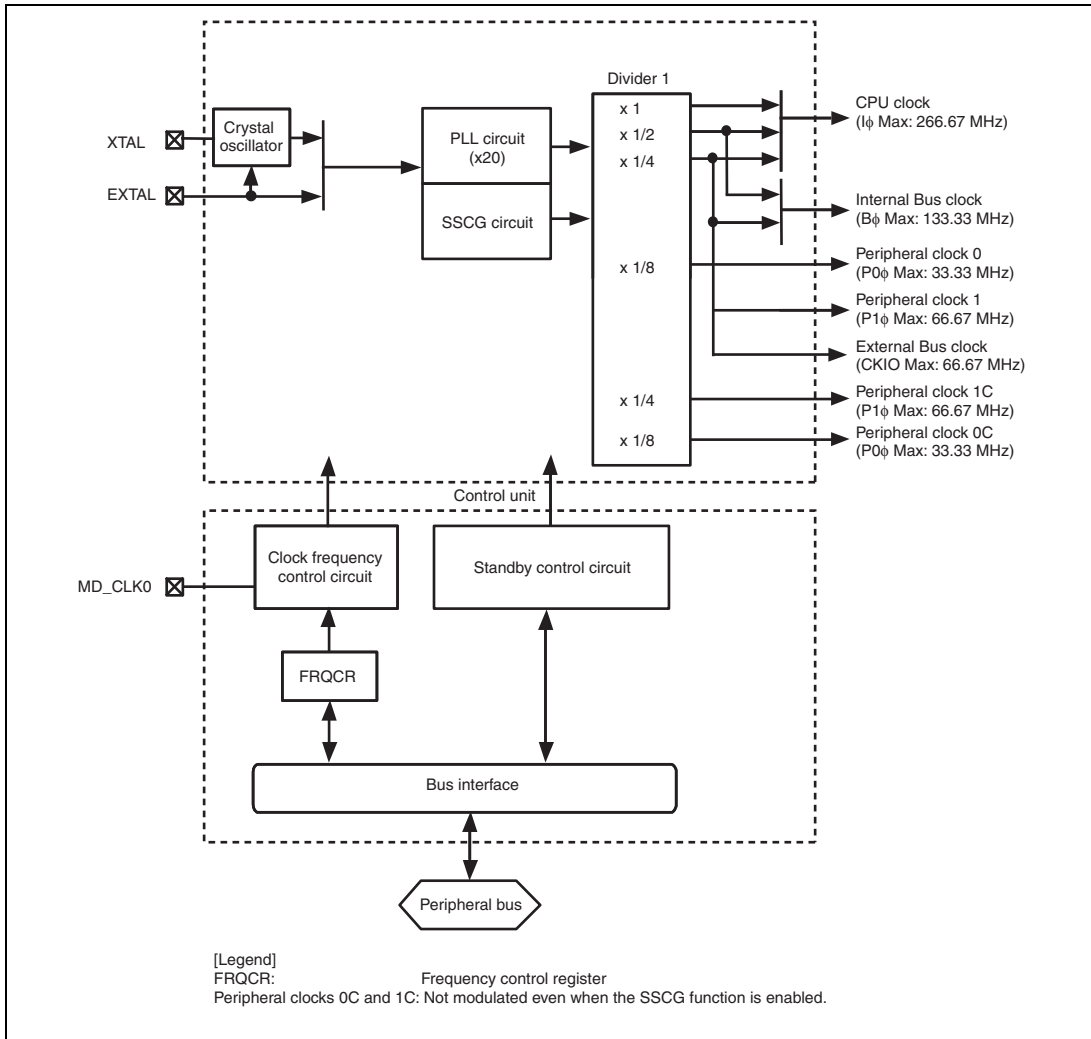 Divider 1
XTAL
EXTAL
Crystal
oscillator
PLL circuit
(x20)
SSCG circuit
x 1
x 1/2
x 1/4
x 1/8
x 1/4
x 1/8
CPU clock
(Iϕ Max: 266.67 MHz)
Internal Bus clock
(Bϕ Max: 133.33 MHz)
Peripheral clock 0
(P0ϕ Max: 33.33 MHz)
Peripheral clock 1
(P1ϕ Max: 66.67 MHz)
External Bus clock
(CKIO Max: 66.67 MHz)
Peripheral clock 1C
(P1ϕ Max: 66.67 MHz)
Peripheral clock 0C
(P0ϕ Max: 33.33 MHz)
Control unit
MD_CLK0
Clock frequency
control circuit
Standby control circuit
FRQCR
Bus interface
Peripheral bus
[Legend]
FRQCR: Frequency control register
Peripheral clocks 0C and 1C: Not modulated even when the SSCG function is enabled.